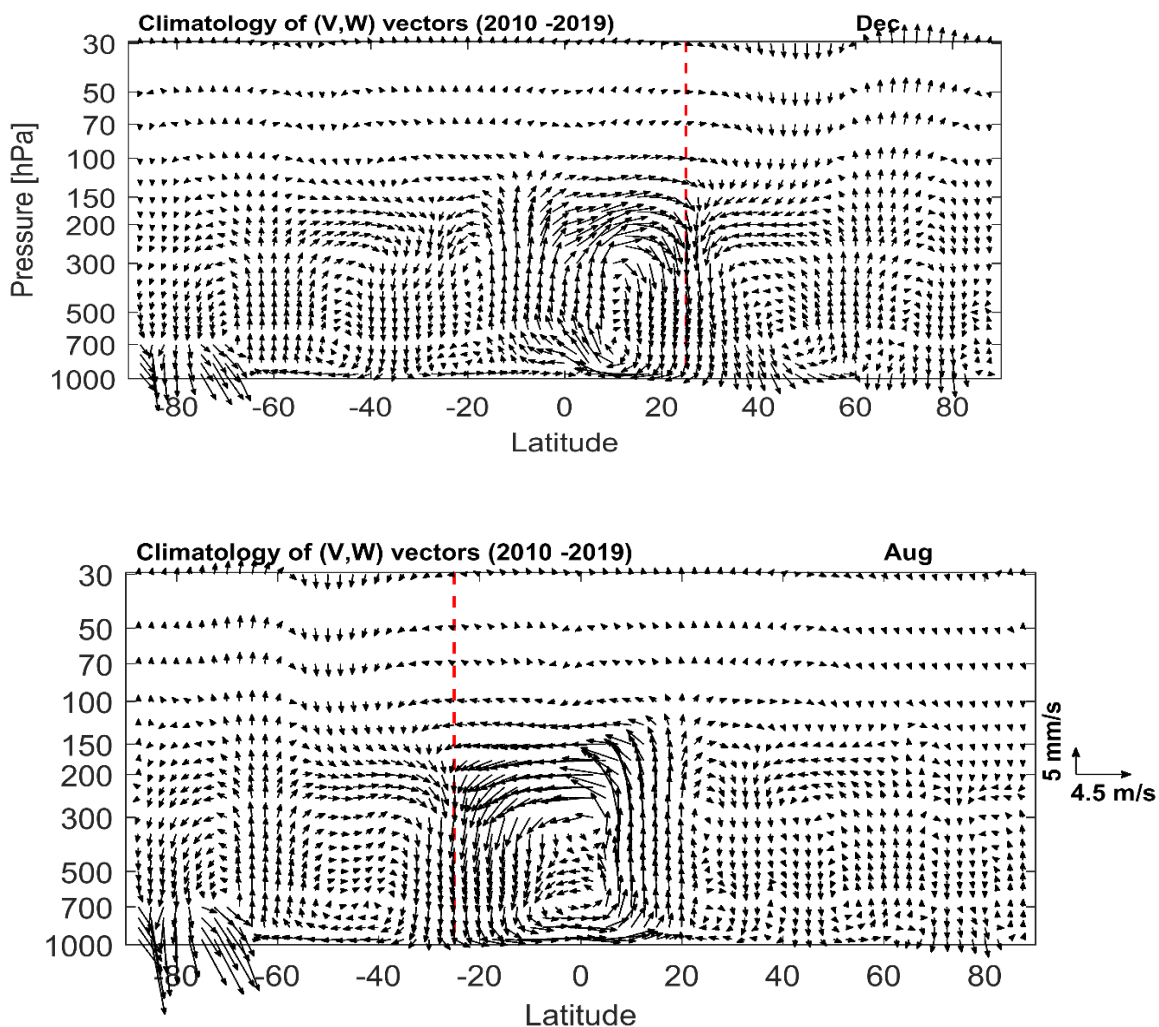 Climatology of (V,W) vectors (2010 -2019) Dec
30
50
70
100
150
200
300
500
700
1000
Pressure [hPa]
-80 -60 -40 -20 0 20 40 60 80
Latitude
Climatology of (V,W) vectors (2010 -2019) Aug
30
50
70
100
150
200
300
500
700
1000
5 mm/s
4.5 m/s
-80 -60 -40 -20 0 20 40 60 80
Latitude